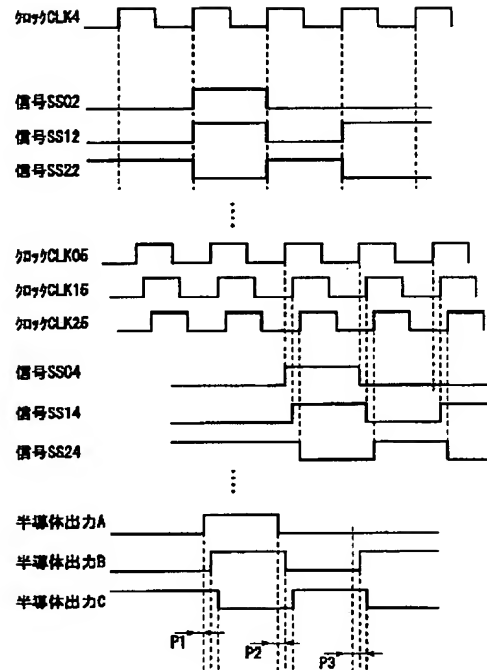 クロックCLK4
信号SS02
信号SS12
信号SS22
クロックCLK05
クロックCLK15
クロックCLK25
信号SS04
信号SS14
信号SS24
半導体出力A
半導体出力B
半導体出力C
P1
P2
P3